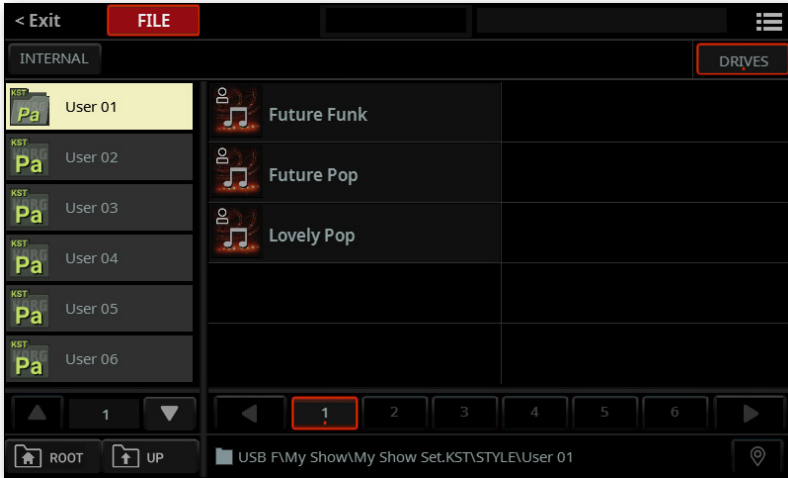 < Exit FILE
INTERNAL DRIVES
KST Pa User 01
KST Pa User 02
KST Pa User 03
KST Pa User 04
KST Pa User 05
KST Pa User 06
Future Funk
Future Pop
Lovely Pop
1 1 2 3 4 5 6
ROOT UP USB F\My Show\My Show Set.KST\STYLE\User 01